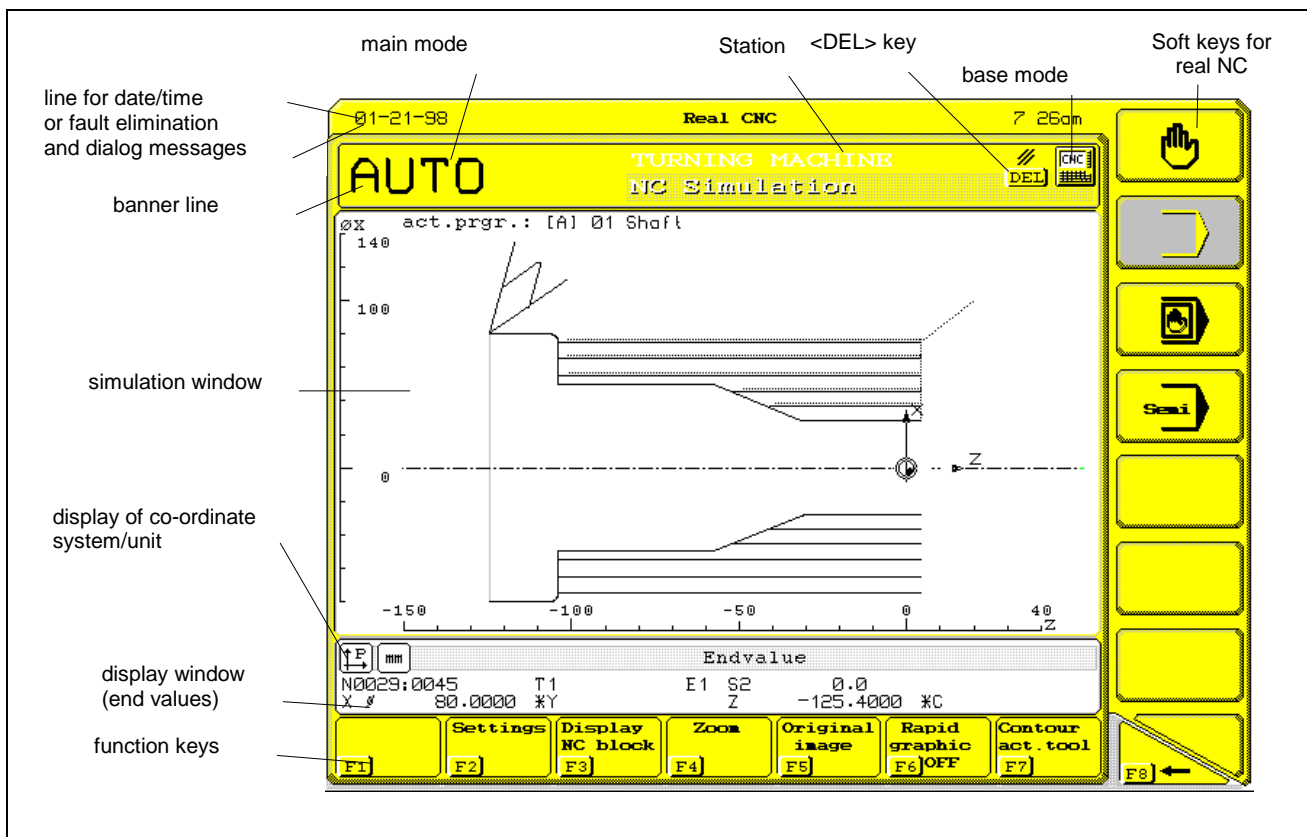 main mode
Station
<DEL> key
Soft keys for
real NC
base mode
line for date/time
or fault elimination
and dialog messages
banner line
simulation window
display of co-ordinate
system/unit
display window
(end values)
function keys
01-21-98 Real CNC 7 26am
AUTO
TURNING MACHINE
NC Simulation
DEL
CNC
øX act.prgr.: [A] 01 Shaft
140
100
0
X
Z
-150 -100 -50 0 40
Z
P mm Endvalue
N0029:0045 T1 E1 S2 0.0
X ø 80.0000 *Y Z -125.4000 *C
F1
Settings
F2
Display
NC block
F3
Zoom
F4
Original
image
F5
Rapid
graphic
OFF
F6
Contour
act.tool
F7
F8
Semi